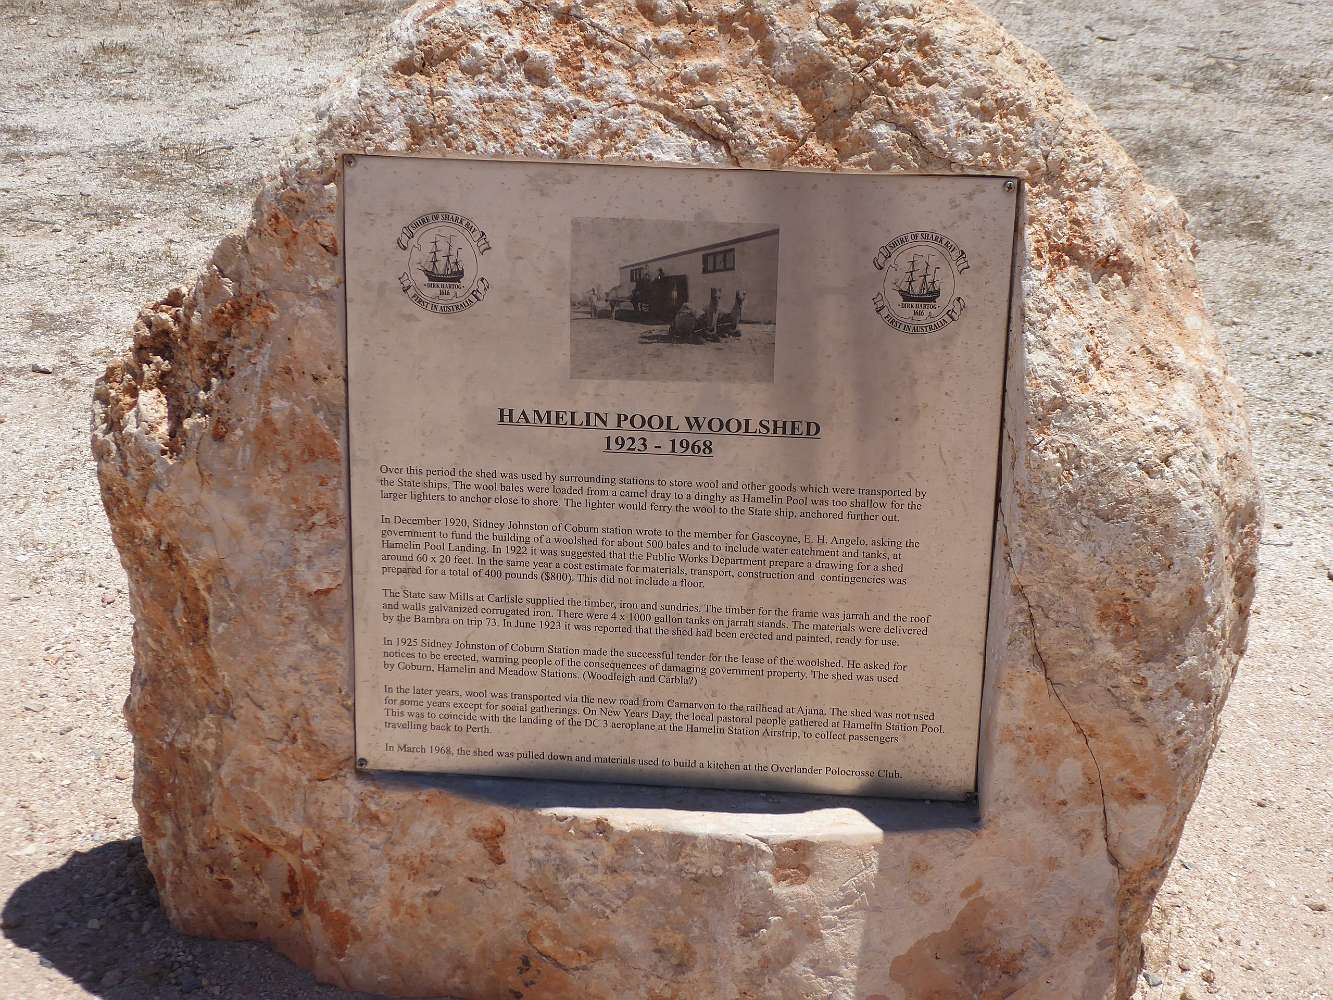 SHIRE OF SHARK BAY
DIRK HARTOG
1616
FIRST IN AUSTRALIA
SHIRE OF SHARK BAY
DIRK HARTOG
1616
FIRST IN AUSTRALIA
HAMELIN POOL WOOLSHED
1923 - 1968
Over this period the shed was used by surrounding stations to store wool and other goods which were transported by
the State ships. The wool bales were loaded from a camel dray to a dinghy as Hamelin Pool was too shallow for the
larger lighters to anchor close to shore. The lighter would ferry the wool to the State ship, anchored further out.
In December 1920, Sidney Johnston of Coburn station wrote to the member for Gascoyne, E. H. Angelo, asking the
government to fund the building of a woolshed for about 500 bales and to include water catchment and tanks, at
Hamelin Pool Landing. In 1922 it was suggested that the Public Works Department prepare a drawing for a shed
around 60 x 20 feet. In the same year a cost estimate for materials, transport, construction and contingencies was
prepared for a total of 400 pounds ($800). This did not include a floor.
The State saw Mills at Carlisle supplied the timber, iron and sundries. The timber for the frame was jarrah and the roof
and walls galvanized corrugated iron. There were 4 x 1000 gallon tanks on jarrah stands. The materials were delivered
by the Bambra on trip 73. In June 1923 it was reported that the shed had been erected and painted, ready for use.
In 1925 Sidney Johnston of Coburn Station made the successful tender for the lease of the woolshed. He asked for
notices to be erected, warning people of the consequences of damaging government property. The shed was used
by Coburn, Hamelin and Meadow Stations. (Woodleigh and Carbla?)
In the later years, wool was transported via the new road from Carnarvon to the railhead at Ajana. The shed was not used
for some years except for social gatherings. On New Years Day, the local pastoral people gathered at Hamelin Station Pool.
This was to coincide with the landing of the DC 3 aeroplane at the Hamelin Station Airstrip, to collect passengers
travelling back to Perth.
In March 1968, the shed was pulled down and materials used to build a kitchen at the Overlander Polocrosse Club.